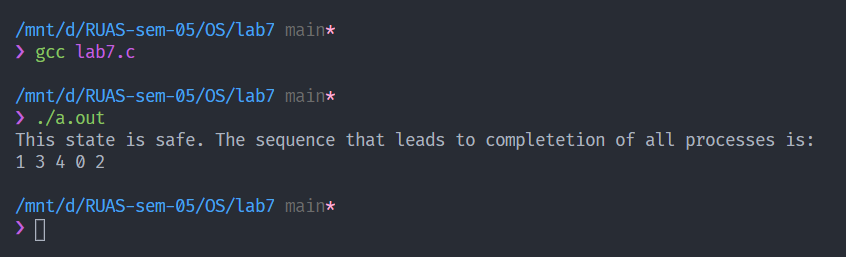 /mnt/d/RUAS-sem-05/OS/lab7 main*
❯ gcc lab7.c
/mnt/d/RUAS-sem-05/OS/lab7 main*
❯ ./a.out
This state is safe. The sequence that leads to completetion of all processes is:
1 3 4 0 2
/mnt/d/RUAS-sem-05/OS/lab7 main*
❯